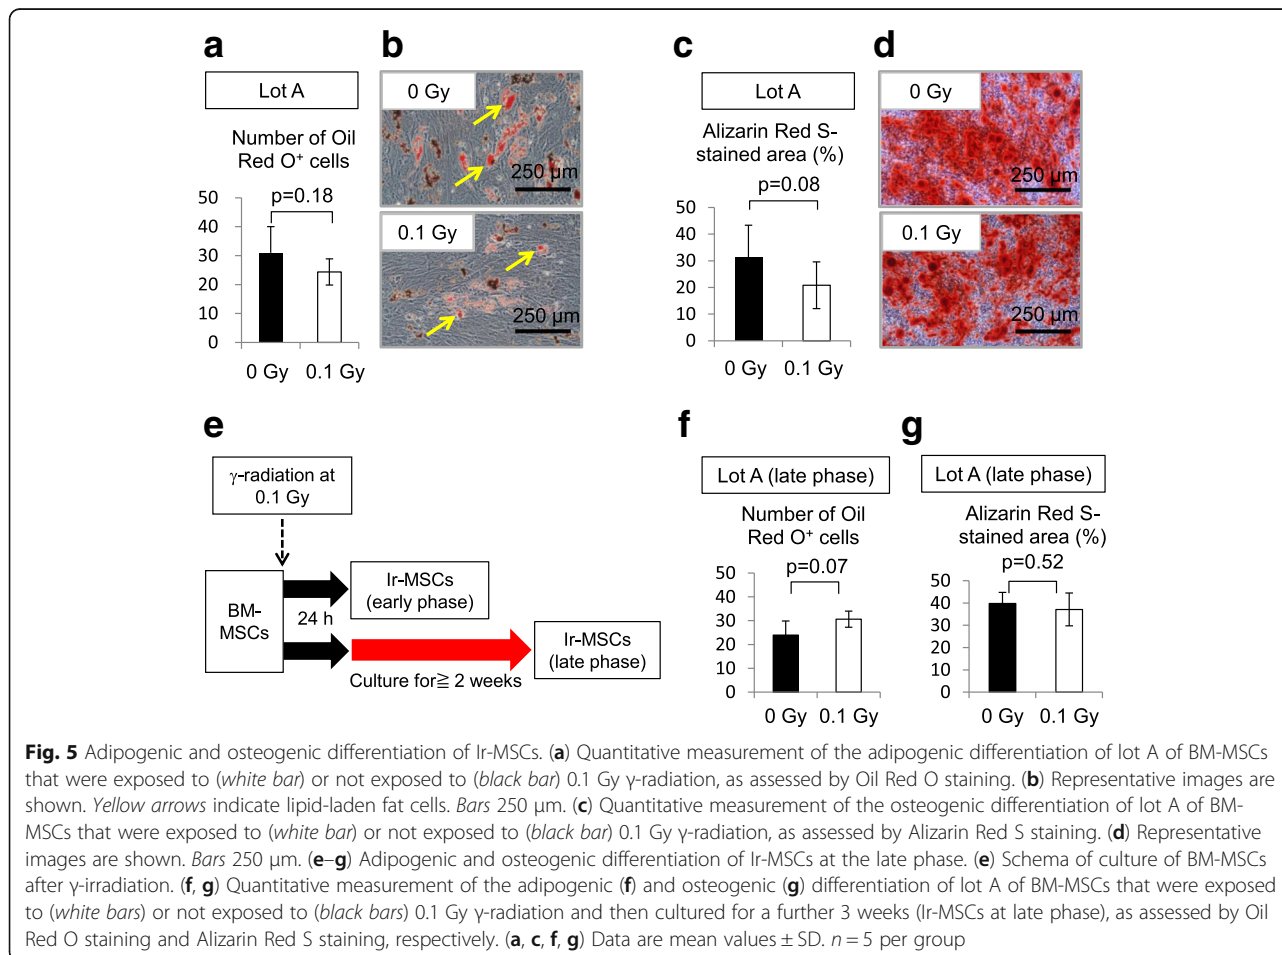 a
Lot A
Number of Oil
Red O⁺ cells
p=0.18
50
40
30
20
10
0
0 Gy 0.1 Gy
b
0 Gy
250 μm
0.1 Gy
250 μm
c
Lot A
Alizarin Red S-
stained area (%)
p=0.08
50
40
30
20
10
0
0 Gy 0.1 Gy
d
0 Gy
250 μm
0.1 Gy
250 μm
e
γ-radiation at
0.1 Gy
BM-
MSCs
24 h
Ir-MSCs
(early phase)
Ir-MSCs
(late phase)
Culture for≧ 2 weeks
f
Lot A (late phase)
Number of Oil
Red O⁺ cells
p=0.07
50
40
30
20
10
0
0 Gy 0.1 Gy
g
Lot A (late phase)
Alizarin Red S-
stained area (%)
p=0.52
50
40
30
20
10
0
0 Gy 0.1 Gy
Fig. 5 Adipogenic and osteogenic differentiation of Ir-MSCs. (a) Quantitative measurement of the adipogenic differentiation of lot A of BM-MSCs
that were exposed to (white bar) or not exposed to (black bar) 0.1 Gy γ-radiation, as assessed by Oil Red O staining. (b) Representative images are
shown. Yellow arrows indicate lipid-laden fat cells. Bars 250 μm. (c) Quantitative measurement of the osteogenic differentiation of lot A of BM-
MSCs that were exposed to (white bar) or not exposed to (black bar) 0.1 Gy γ-radiation, as assessed by Alizarin Red S staining. (d) Representative
images are shown. Bars 250 μm. (e–g) Adipogenic and osteogenic differentiation of Ir-MSCs at the late phase. (e) Schema of culture of BM-MSCs
after γ-irradiation. (f, g) Quantitative measurement of the adipogenic (f) and osteogenic (g) differentiation of lot A of BM-MSCs that were exposed
to (white bars) or not exposed to (black bars) 0.1 Gy γ-radiation and then cultured for a further 3 weeks (Ir-MSCs at late phase), as assessed by Oil
Red O staining and Alizarin Red S staining, respectively. (a, c, f, g) Data are mean values ± SD. n = 5 per group